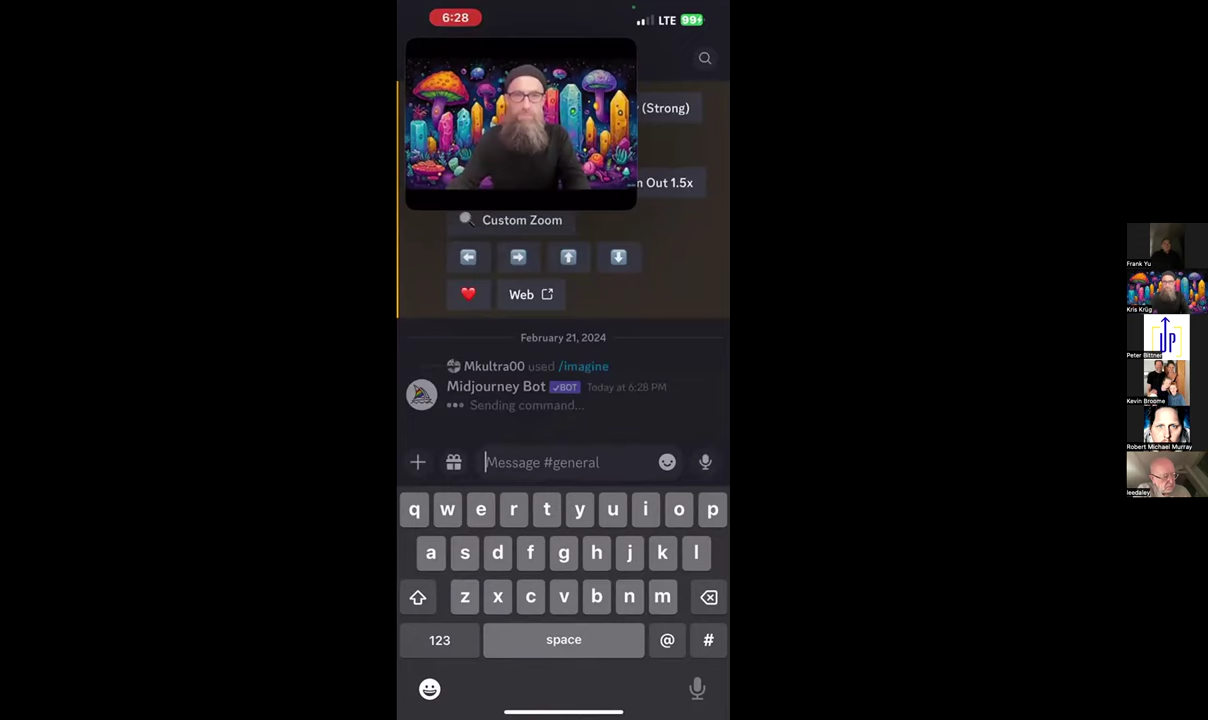 6:28
LTE 99+
(Strong)
n Out 1.5x
Custom Zoom
Web
February 21, 2024
Mkultra00 used /imagine
Midjourney Bot ✓BOT Today at 6:28 PM
Sending command...
Message #general
q w e r t y u i o p
a s d f g h j k l
z x c v b n m
123 space @ #
Frank Yu
Kris Krüg
UP
Peter Bittner
Kevin Broome
Robert Michael Murray
leedaley